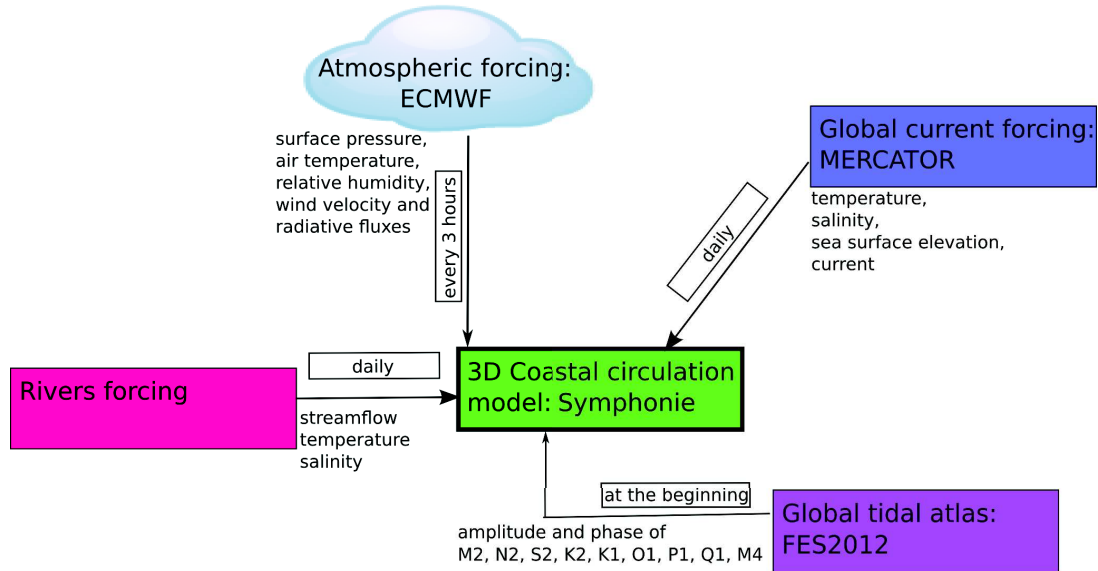 Atmospheric forcing:
ECMWF
surface pressure,
air temperature,
relative humidity,
wind velocity and
radiative fluxes
every 3 hours
Global current forcing:
MERCATOR
temperature,
salinity,
sea surface elevation,
current
daily
Rivers forcing
daily
streamflow
temperature
salinity
3D Coastal circulation
model: Symphonie
at the beginning
amplitude and phase of
M2, N2, S2, K2, K1, O1, P1, Q1, M4
Global tidal atlas:
FES2012